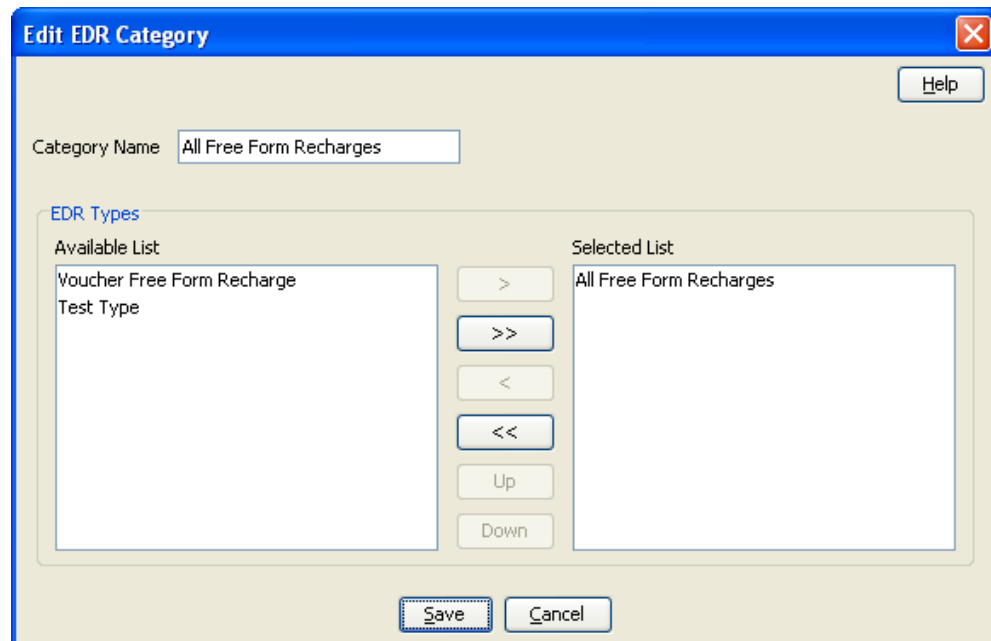 Edit EDR Category
Help
Category Name All Free Form Recharges
EDR Types
Available List
Selected List
Voucher Free Form Recharge
Test Type
>
>>
<
<<
Up
Down
All Free Form Recharges
Save Cancel